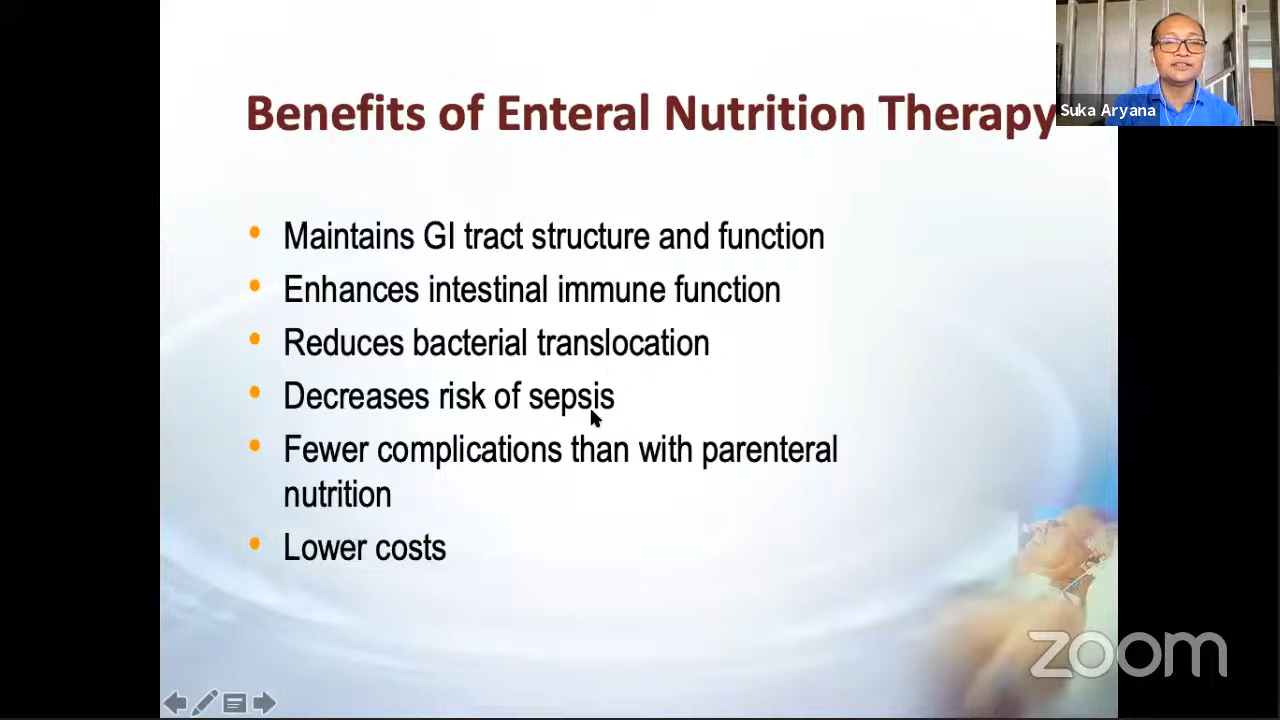 Benefits of Enteral Nutrition Therapy
Suka Aryana
• Maintains GI tract structure and function
• Enhances intestinal immune function
• Reduces bacterial translocation
• Decreases risk of sepsis
• Fewer complications than with parenteral
nutrition
• Lower costs
zoom